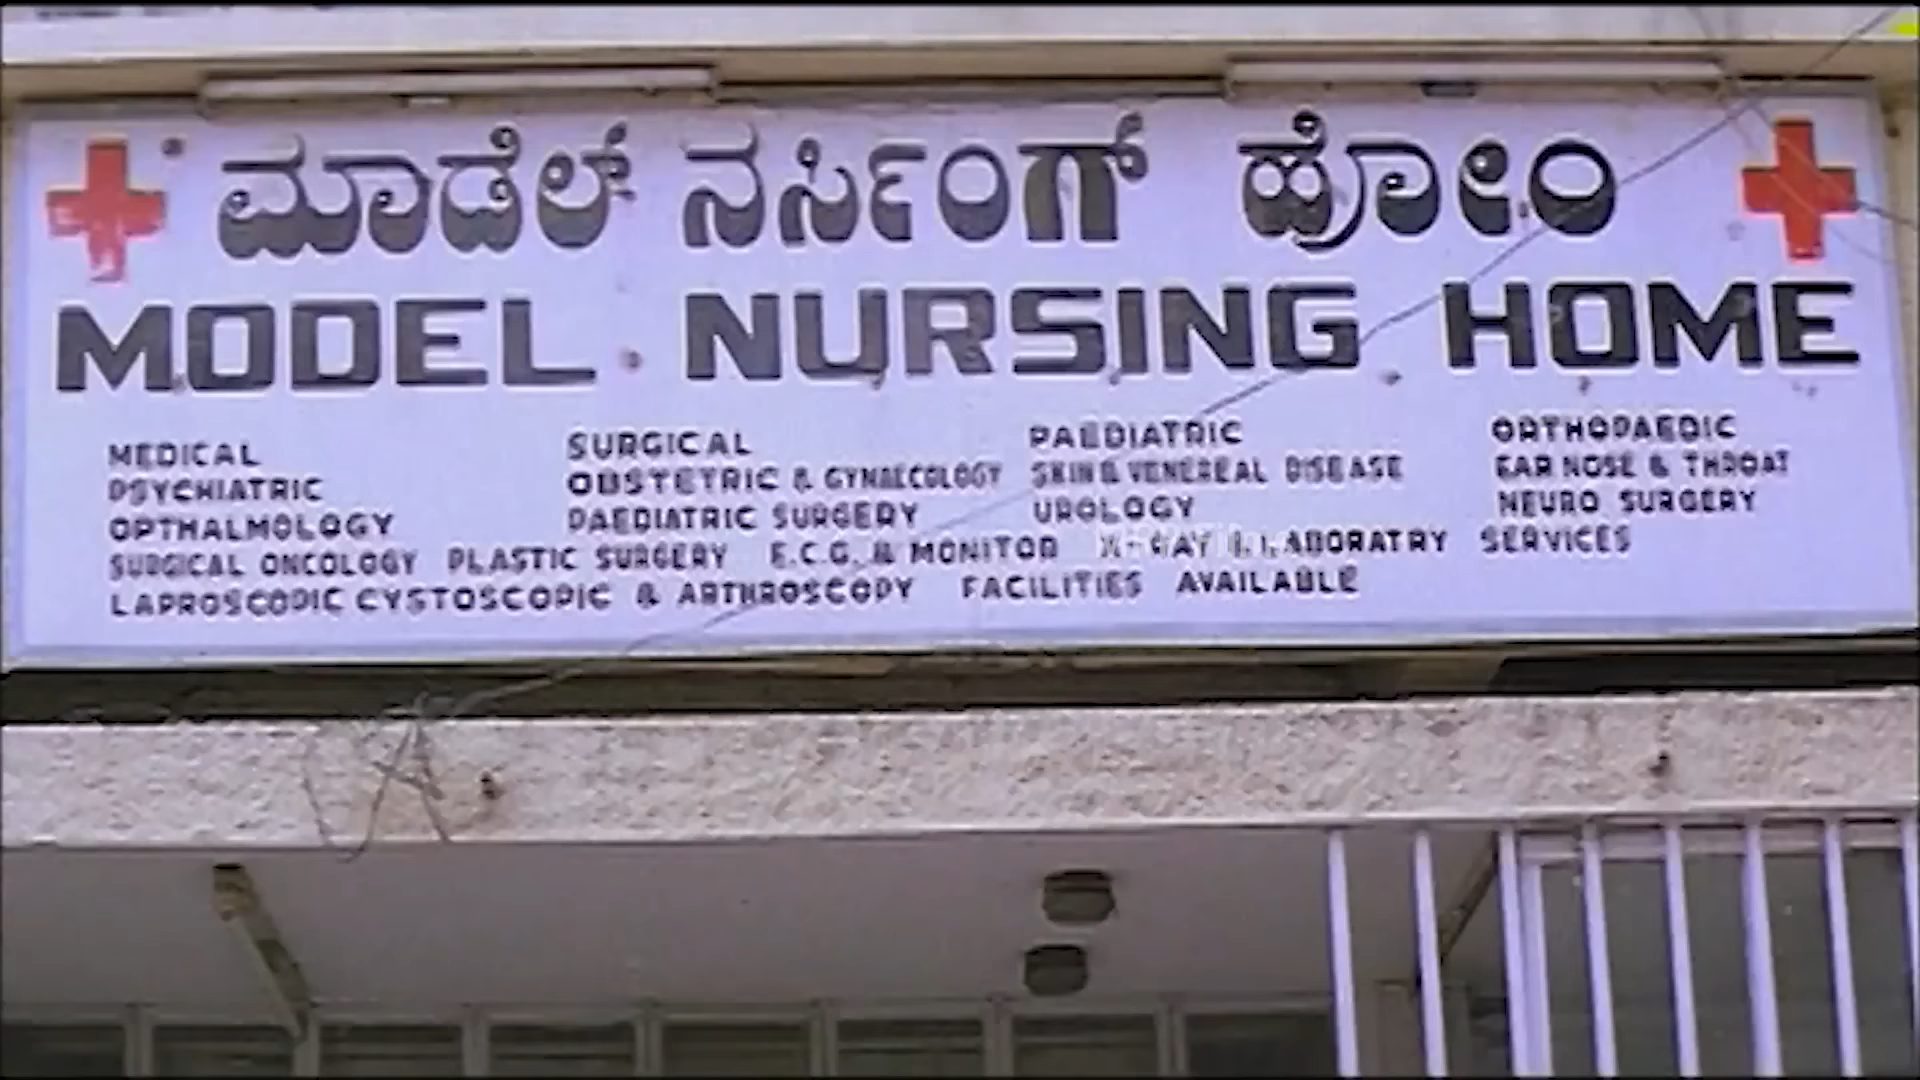 ಮಾಡೆಲ್ ನರ್ಸಿಂಗ್ ಹೋಂ
MODEL NURSING HOME
MEDICAL SURGICAL PAEDIATRIC ORTHOPAEDIC
PSYCHIATRIC OBSTETRIC & GYNAECOLOGY SKIN & VENEREAL DISEASE EAR NOSE & THROAT
OPTHALMOLOGY PAEDIATRIC SURGERY UROLOGY NEURO SURGERY
SURGICAL ONCOLOGY PLASTIC SURGERY E.C.G. & MONITOR X-RAY & LABORATRY SERVICES
LAPROSCOPIC CYSTOSCOPIC & ARTHROSCOPY FACILITIES AVAILABLE